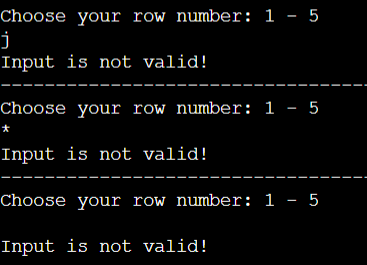 Choose your row number: 1 - 5
j
Input is not valid!
-----------------------------------
Choose your row number: 1 - 5
*
Input is not valid!
-----------------------------------
Choose your row number: 1 - 5

Input is not valid!